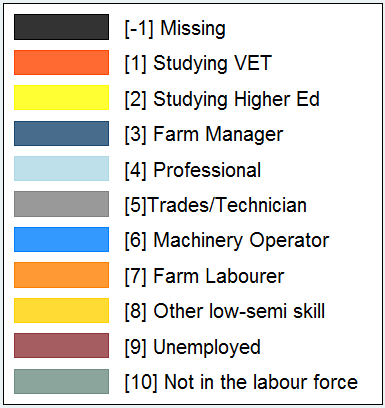 [-1] Missing
[1] Studying VET
[2] Studying Higher Ed
[3] Farm Manager
[4] Professional
[5]Trades/Technician
[6] Machinery Operator
[7] Farm Labourer
[8] Other low-semi skill
[9] Unemployed
[10] Not in the labour force